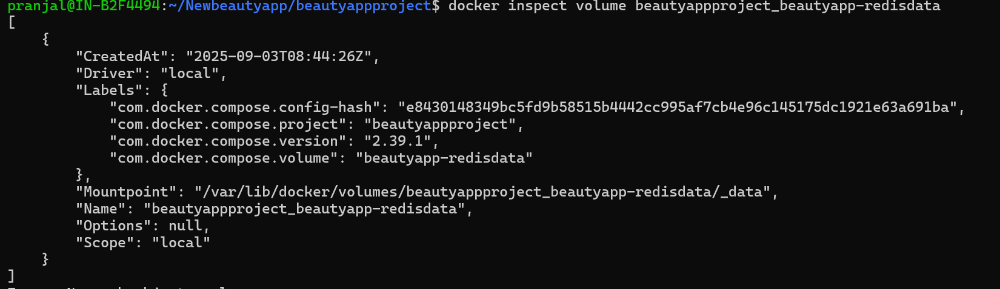 pranjal@IN-B2F4494:~/Newbeautyapp/beautyappproject$ docker inspect volume beautyappproject_beautyapp-redisdata
[
    {
        "CreatedAt": "2025-09-03T08:44:26Z",
        "Driver": "local",
        "Labels": {
            "com.docker.compose.config-hash": "e8430148349bc5fd9b58515b4442cc995af7cb4e96c145175dc1921e63a691ba",
            "com.docker.compose.project": "beautyappproject",
            "com.docker.compose.version": "2.39.1",
            "com.docker.compose.volume": "beautyapp-redisdata"
        },
        "Mountpoint": "/var/lib/docker/volumes/beautyappproject_beautyapp-redisdata/_data",
        "Name": "beautyappproject_beautyapp-redisdata",
        "Options": null,
        "Scope": "local"
    }
]